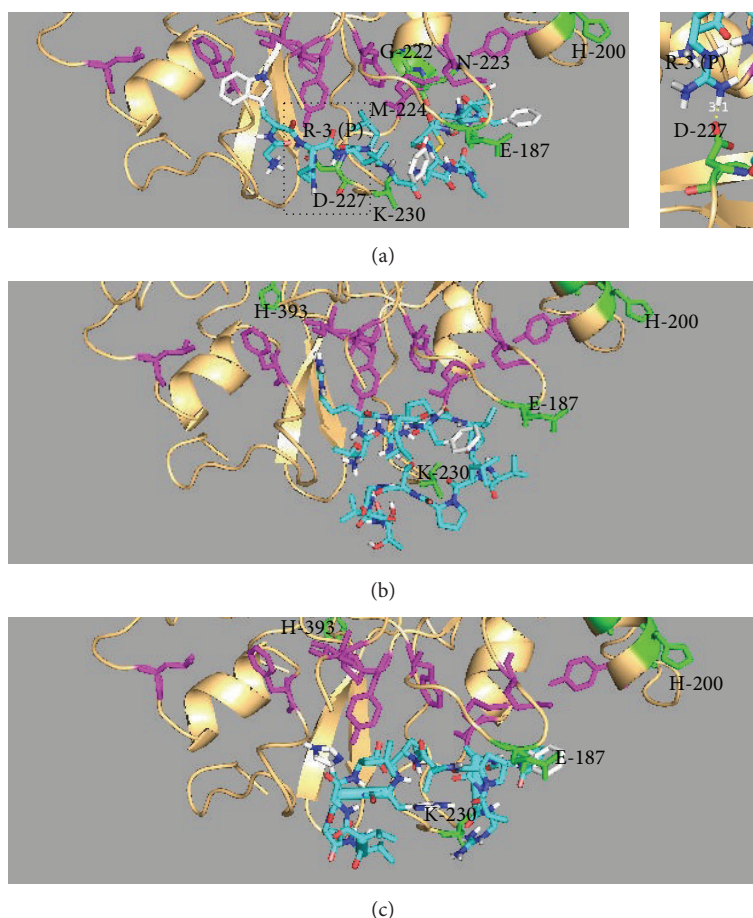 G-222
N-223
H-200
M-224
R-3 (P)
E-187
D-227
K-230
R-3 (P)
3.1
D-227
(a)
H-393
H-200
E-187
K-230
(b)
H-393
H-200
E-187
K-230
(c)